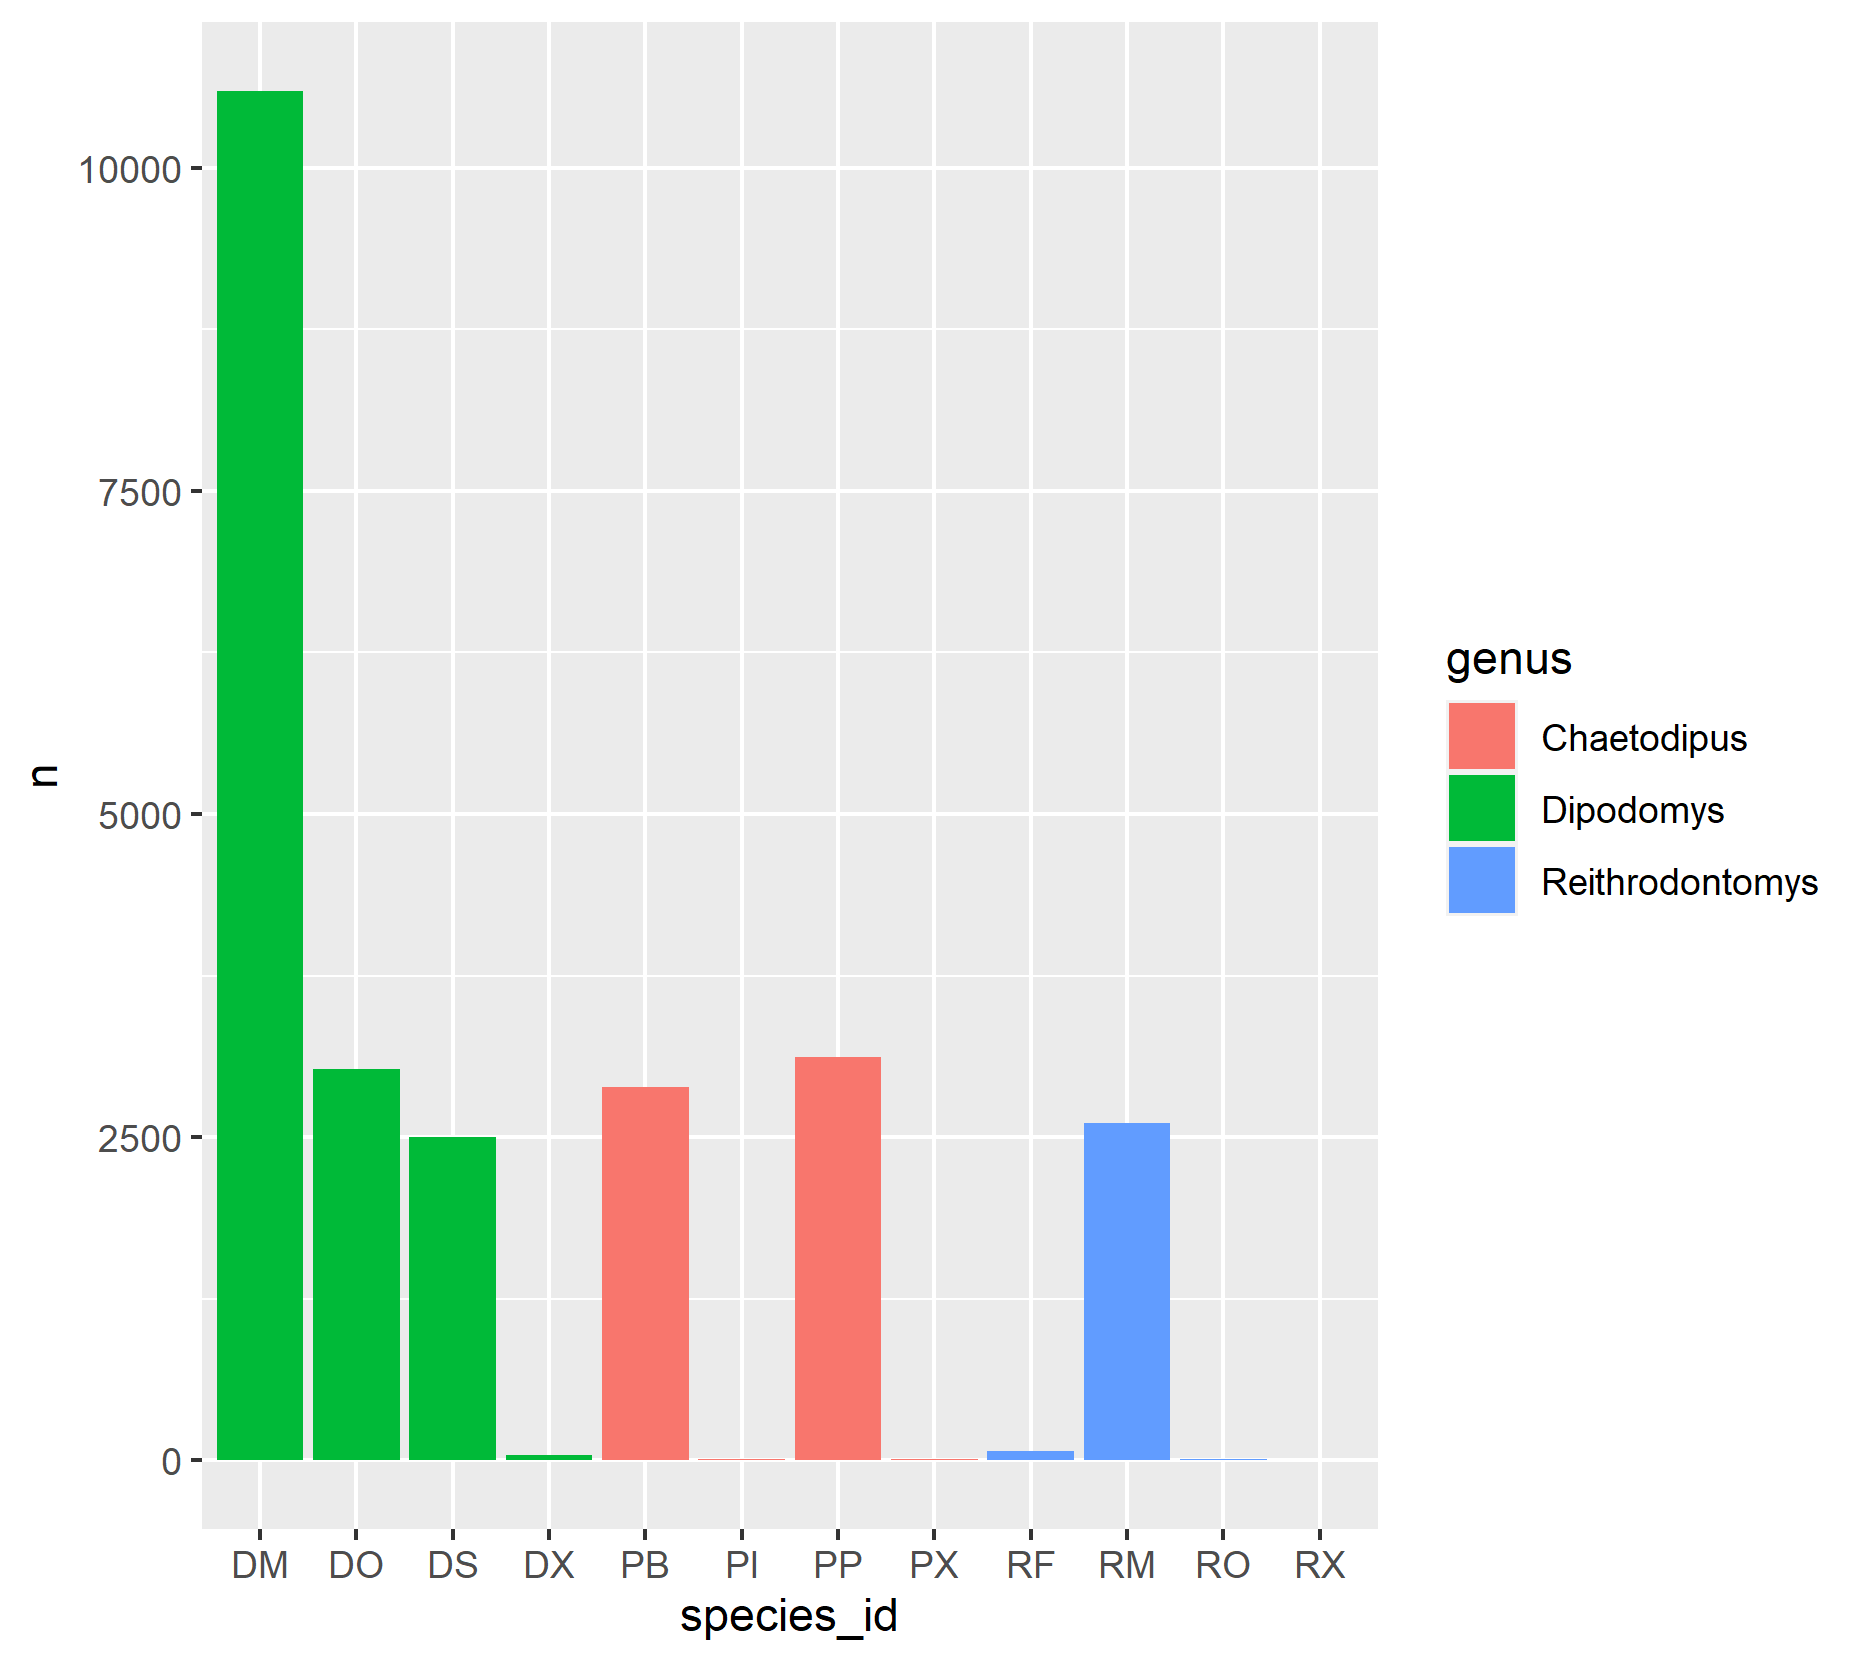 10000
7500
5000
2500
0
n
DM DO DS DX PB PI PP PX RF RM RO RX
species_id
genus
Chaetodipus
Dipodomys
Reithrodontomys